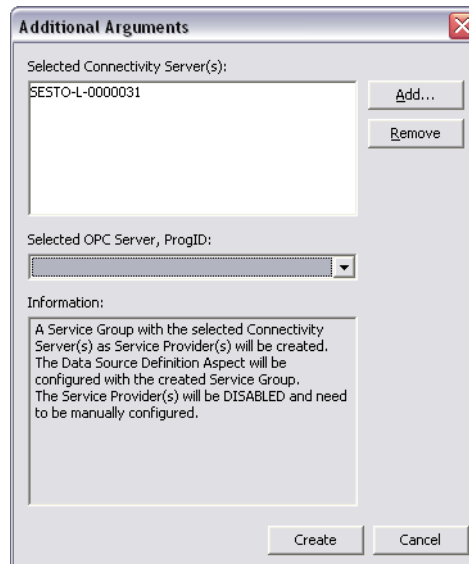 Additional Arguments
Selected Connectivity Server(s):
SESTO-L-0000031
Add...
Remove
Selected OPC Server, ProgID:
Information:
A Service Group with the selected Connectivity
Server(s) as Service Provider(s) will be created.
The Data Source Definition Aspect will be
configured with the created Service Group.
The Service Provider(s) will be DISABLED and need
to be manually configured.
Create
Cancel